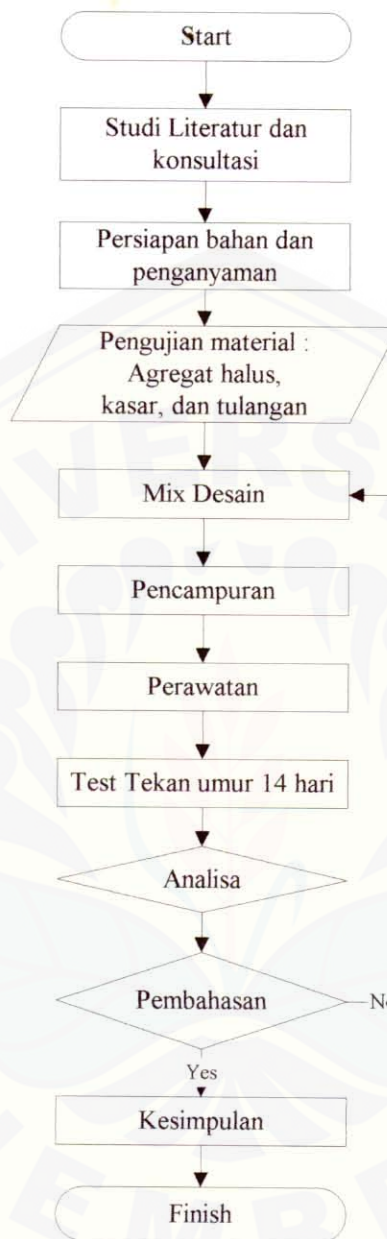 Start
Studi Literatur dan
konsultasi
Persiapan bahan dan
penganyaman
Pengujian material :
Agregat halus,
kasar, dan tulangan
Mix Desain
Pencampuran
Perawatan
Test Tekan umur 14 hari
Analisa
Pembahasan
No
Yes
Kesimpulan
Finish